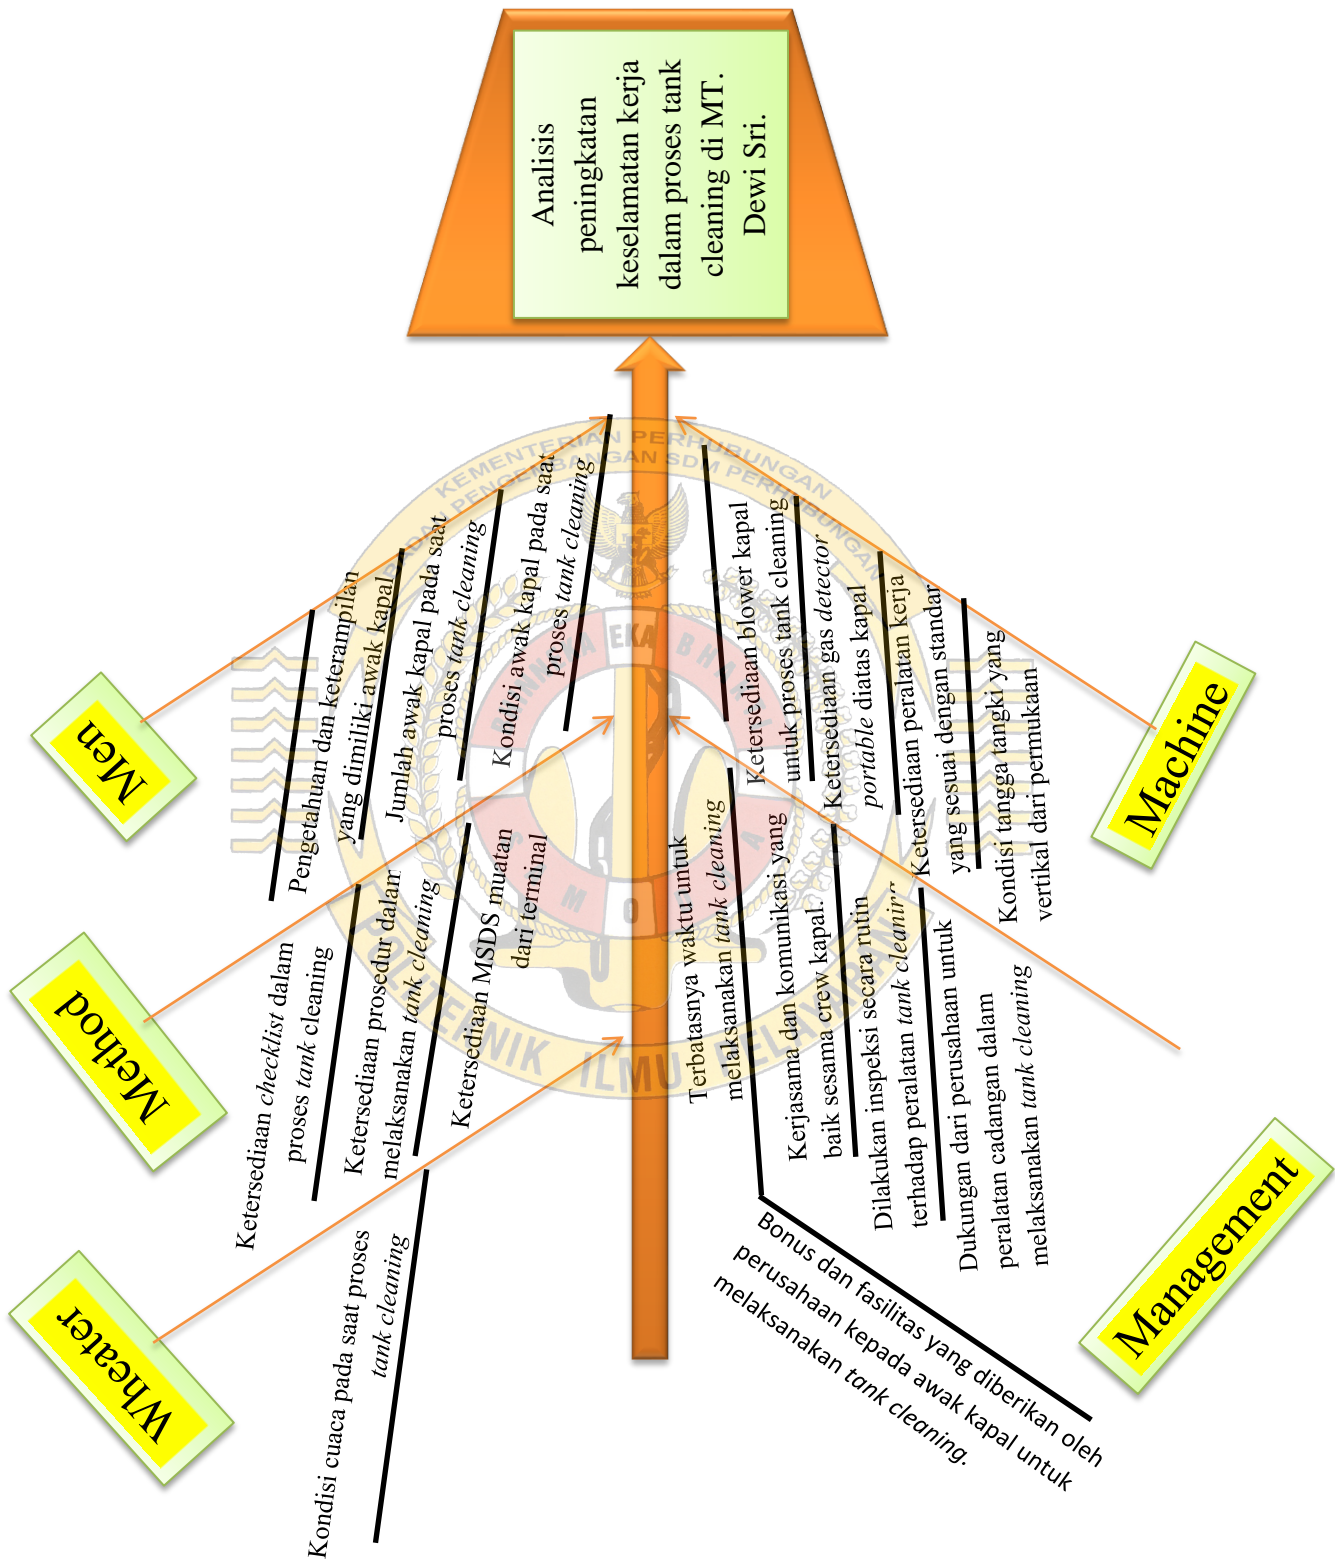 Analisis
peningkatan
keselamatan kerja
dalam proses tank
cleaning di MT.
Dewi Sri.
Men
Pengetahuan dan keterampilan
yang dimiliki awak kapal
Jumlah awak kapal pada saat
proses tank cleaning
Kondisi awak kapal pada saat
proses tank cleaning
Method
Ketersediaan checklist dalam
proses tank cleaning
Ketersediaan prosedur dalam
melaksanakan tank cleaning
Ketersediaan MSDS muatan
dari terminal
Wheater
Kondisi cuaca pada saat proses
tank cleaning
Machine
Ketersediaan blower kapal
untuk proses tank cleaning
Ketersediaan gas detector
portable diatas kapal
Ketersediaan peralatan kerja
yang sesuai dengan standar
Kondisi tangga tangki yang
vertikal dari permukaan
Management
Terbatasnya waktu untuk
melaksanakan tank cleaning
Kerjasama dan komunikasi yang
baik sesama crew kapal.
Dilakukan inspeksi secara rutin
terhadap peralatan tank cleaning
Dukungan dari perusahaan untuk
peralatan cadangan dalam
melaksanakan tank cleaning
Bonus dan fasilitas yang diberikan oleh
perusahaan kepada awak kapal untuk
melaksanakan tank cleaning.
KEMENTERIAN PERHUBUNGAN
BADAN PENGEMBANGAN SDM PERHUBUNGAN
POLITEKNIK ILMU PELAYARAN